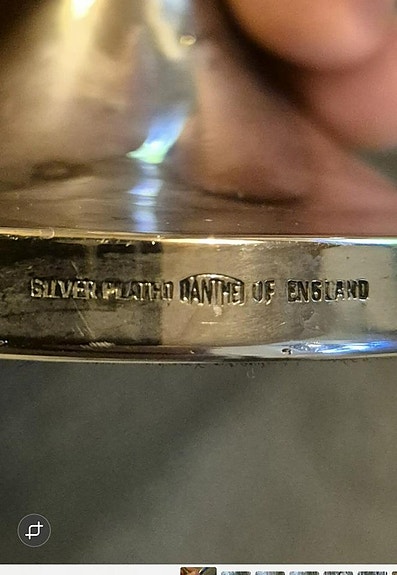 SILVER PLATED IANTHE OF ENGLAND